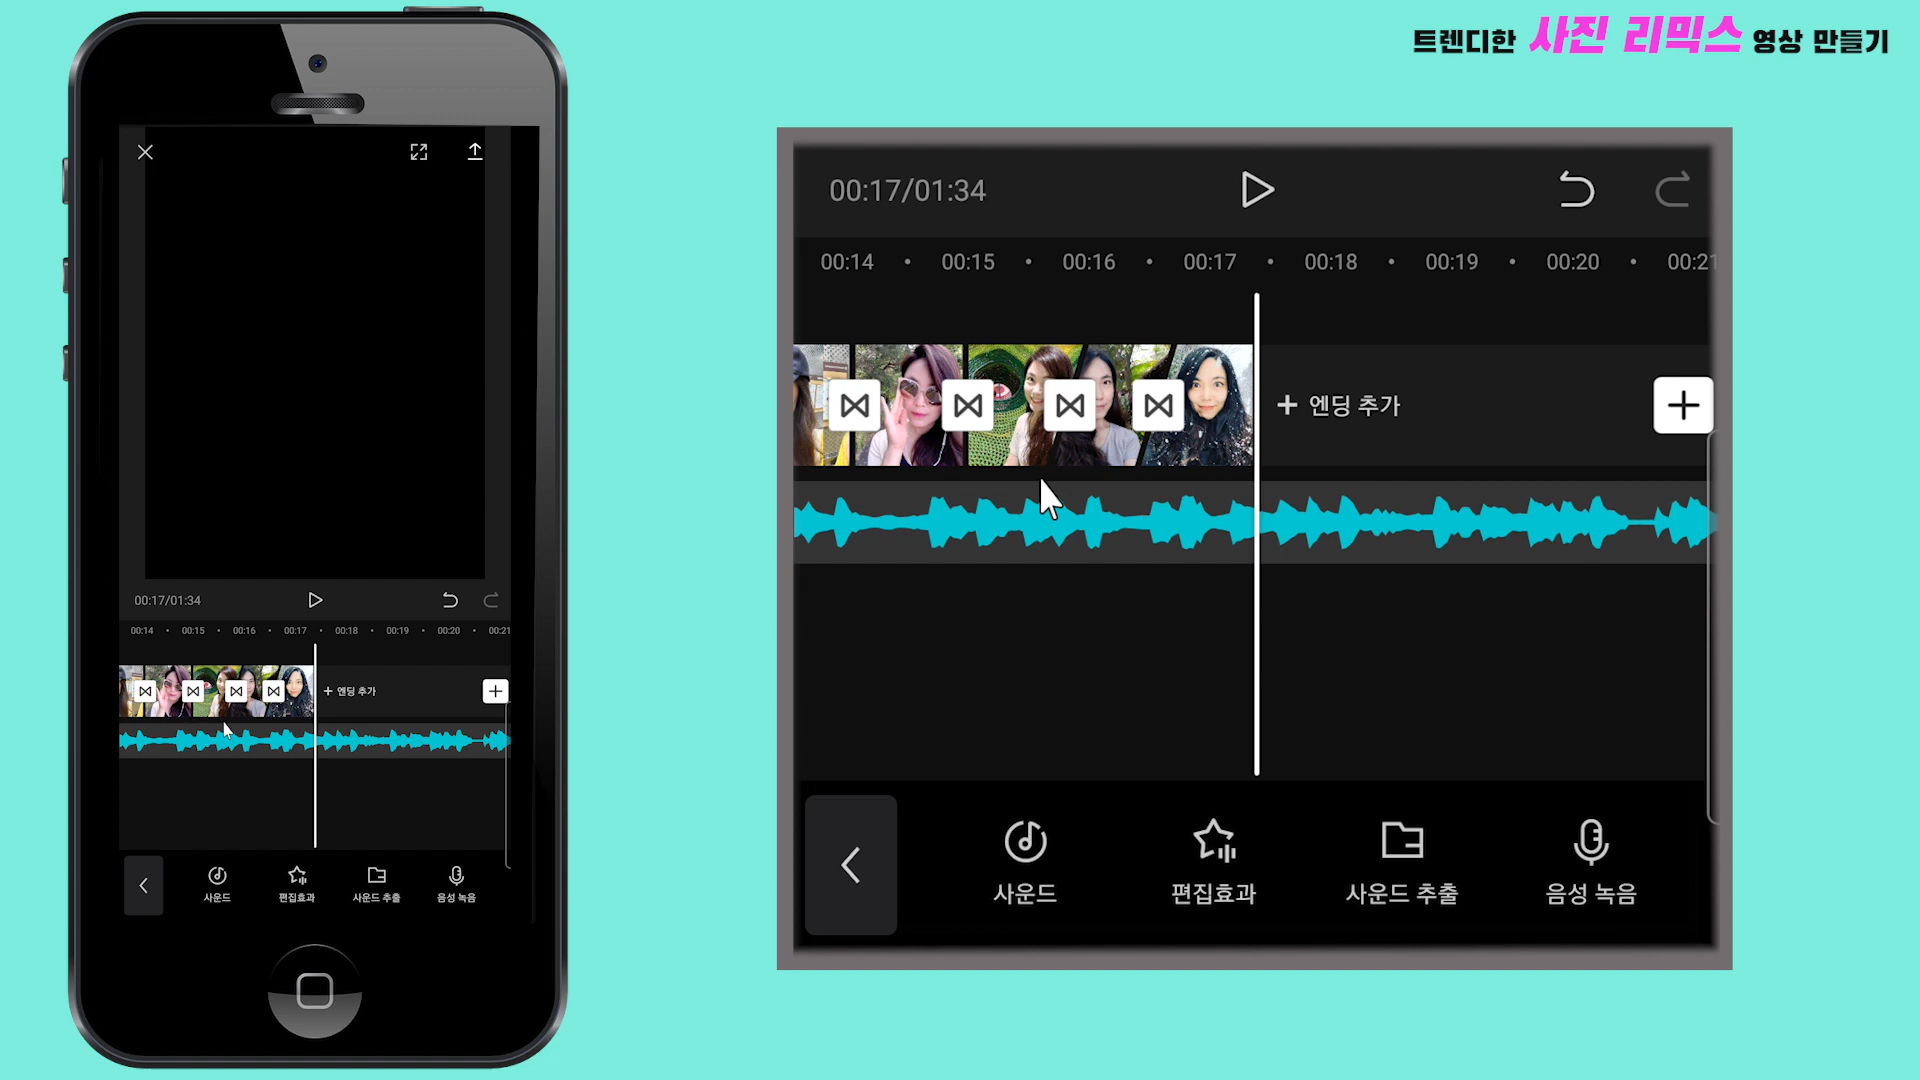 트렌디한 사진 리믹스 영상 만들기
00:17/01:34
00:14 • 00:15 • 00:16 • 00:17 • 00:18 • 00:19 • 00:20 • 00:21
+ 엔딩 추가
사운드 편집효과 사운드 추출 음성 녹음
00:17/01:34
00:14 • 00:15 • 00:16 • 00:17 • 00:18 • 00:19 • 00:20 • 00:21
+ 엔딩 추가
사운드 편집효과 사운드 추출 음성 녹음